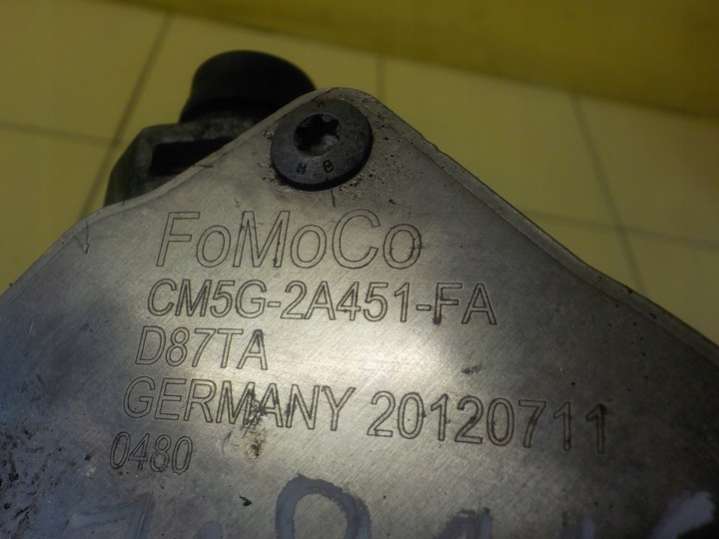 H B
FoMoCo
CM5G-2A451-FA
D87TA
GERMANY 20120711
0480